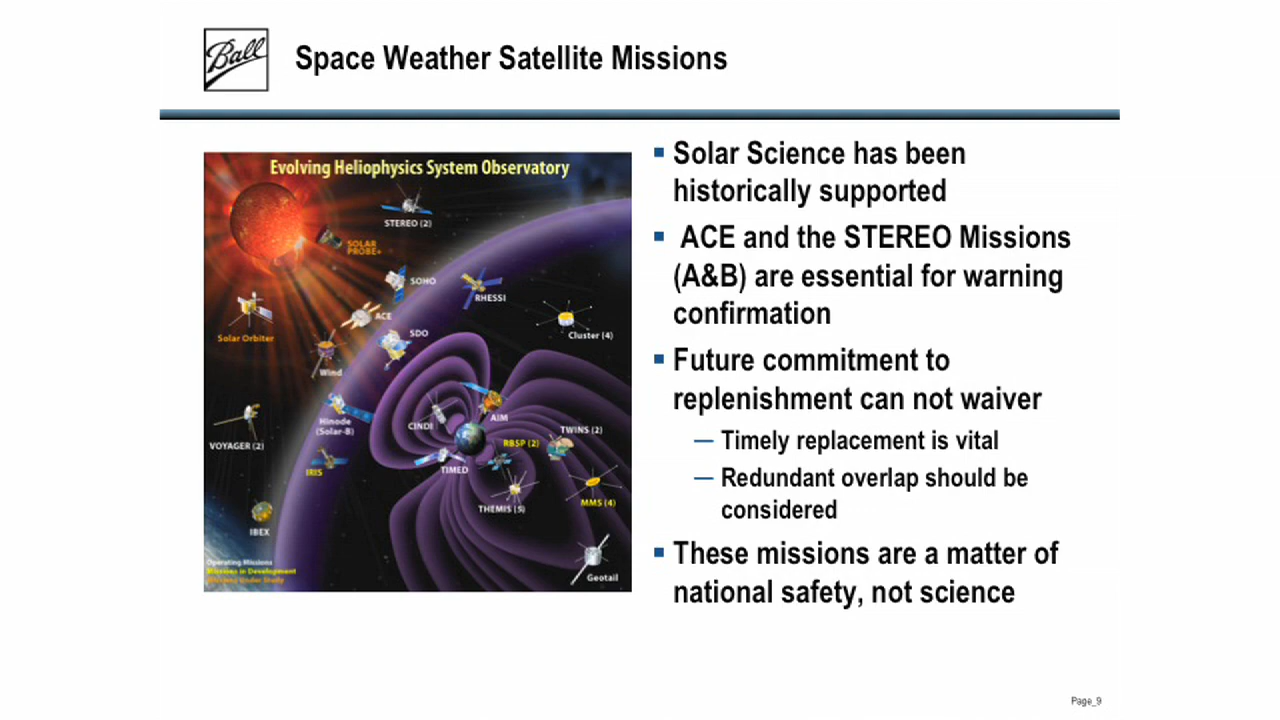 Ball
Space Weather Satellite Missions
Evolving Heliophysics System Observatory
STEREO (2)
SOLAR
PROBE+
SOHO
RHESSI
ACE
Solar Orbiter
SDO
Cluster (4)
Wind
Hinode
(Solar-B)
CINDI
AIM
VOYAGER (2)
RBSP (2)
TWINS (2)
IRIS
TIMED
THEMIS (5)
MMS (4)
IBEX
Geotail
Operating Missions
Missions in Development
Missions Under Study
Solar Science has been
historically supported
ACE and the STEREO Missions
(A&B) are essential for warning
confirmation
Future commitment to
replenishment can not waiver
— Timely replacement is vital
— Redundant overlap should be
considered
These missions are a matter of
national safety, not science
Page_9